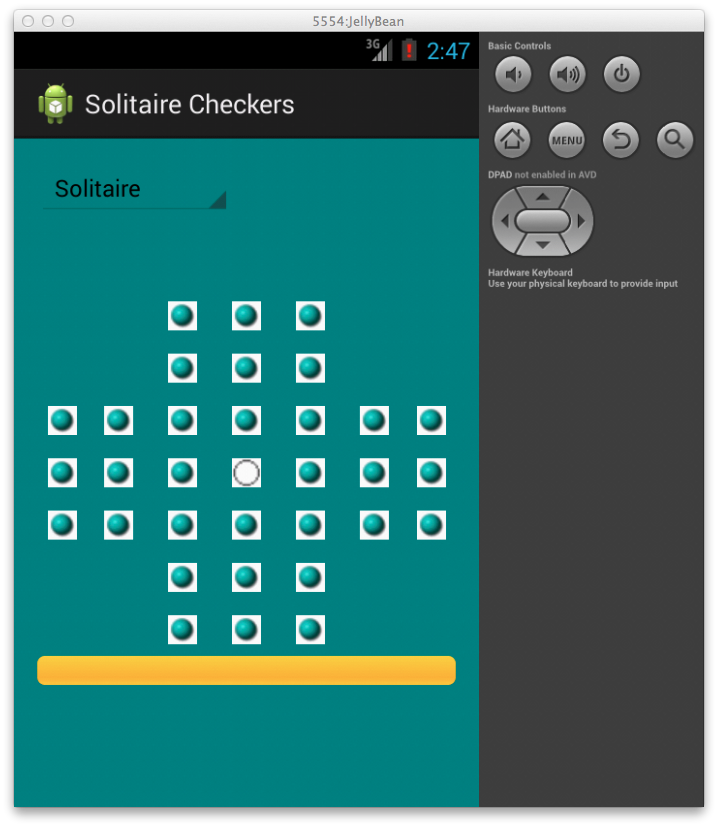 5554:JellyBean
3G
2:47
Solitaire Checkers
Solitaire
Basic Controls
Hardware Buttons
MENU
DPAD not enabled in AVD
Hardware Keyboard
Use your physical keyboard to provide input